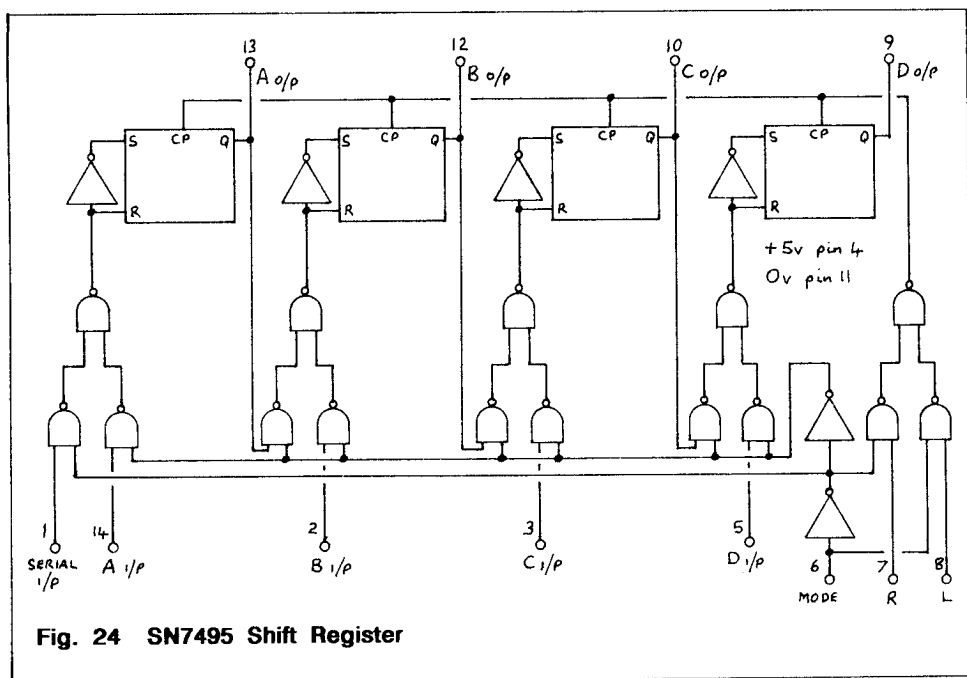 13
12
10
9
A o/p
B o/p
C o/p
D o/p
S CP Q
S CP Q
S CP Q
S CP Q
R
R
R
R
+5v pin 4
0v pin 11
1
14
2
3
5
6
7
8
SERIAL
i/p
A i/p
B i/p
C i/p
D i/p
MODE
R
L
Fig. 24 SN7495 Shift Register